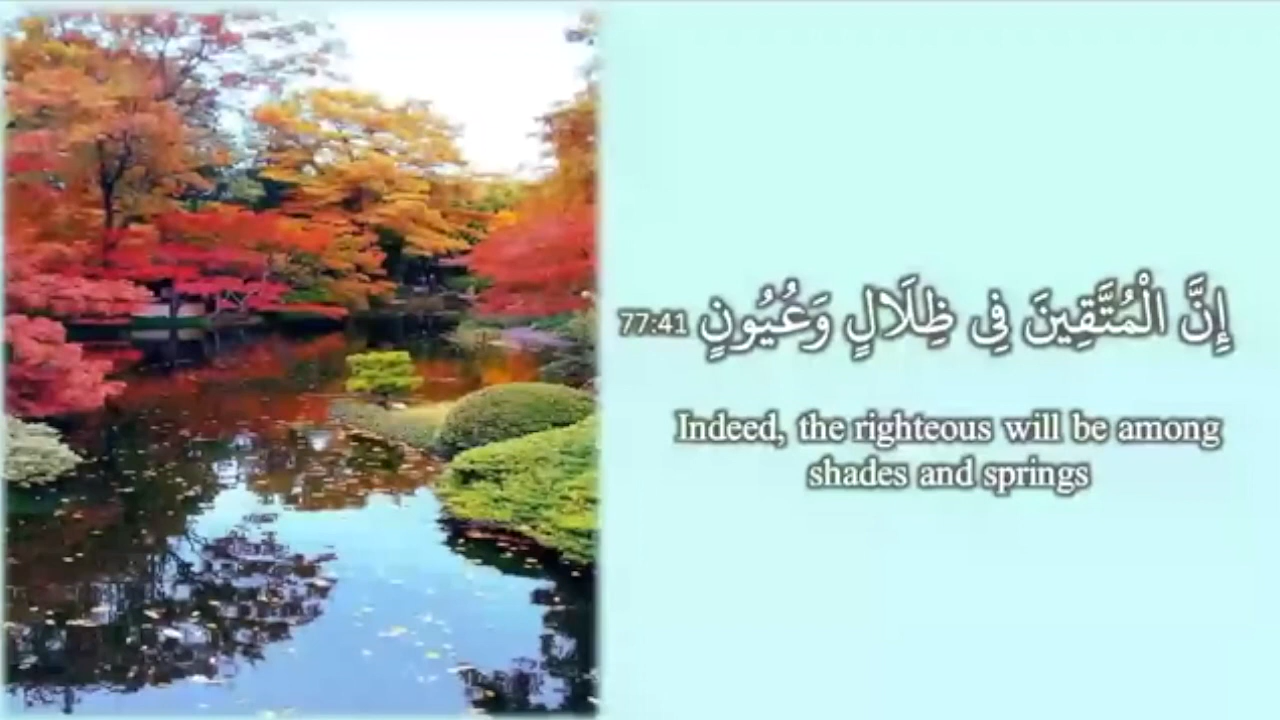 إِنَّ الْمُتَّقِينَ فِي ظِلَالٍ وَعُيُونٍ 77:41
Indeed, the righteous will be among
shades and springs